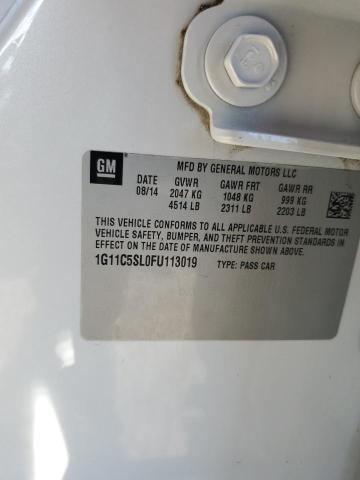 GM
MFD BY GENERAL MOTORS LLC
DATE GVWR GAWR FRT GAWR RR
08/14 2047 KG 1048 KG 999 KG
4514 LB 2311 LB 2203 LB
THIS VEHICLE CONFORMS TO ALL APPLICABLE U.S. FEDERAL MOTOR
VEHICLE SAFETY, BUMPER, AND THEFT PREVENTION STANDARDS IN
EFFECT ON THE DATE OF MANUFACTURE SHOWN ABOVE.
1G11C5SL0FU113019 TYPE: PASS CAR